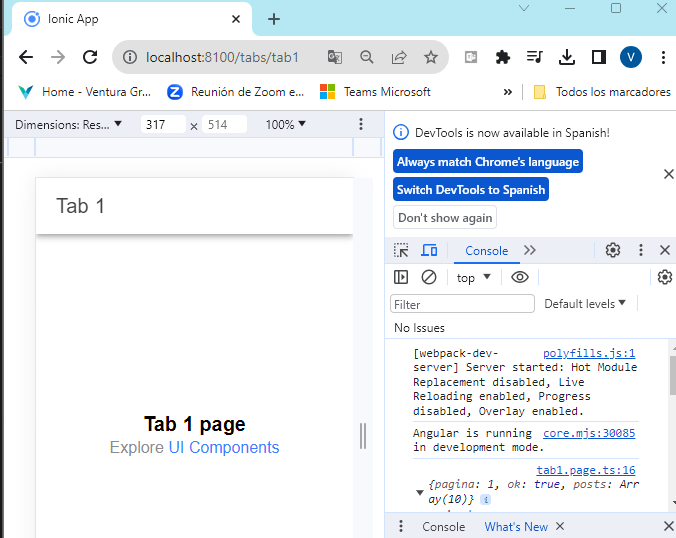 Ionic App
localhost:8100/tabs/tab1
V
Home - Ventura Gr...
Reunión de Zoom e...
Teams Microsoft
»
Todos los marcadores
Dimensions: Res...
317
×
514
100%
Tab 1
Tab 1 page
Explore UI Components
DevTools is now available in Spanish!
Always match Chrome's language
Switch DevTools to Spanish
Don't show again
Console
top
Filter
Default levels
No Issues
[webpack-dev- polyfills.js:1
server] Server started: Hot Module
Replacement disabled, Live
Reloading enabled, Progress
disabled, Overlay enabled.
Angular is running core.mjs:30085
in development mode.
tab1.page.ts:16
{pagina: 1, ok: true, posts: Arr
ay(10)} i
Console
What's New